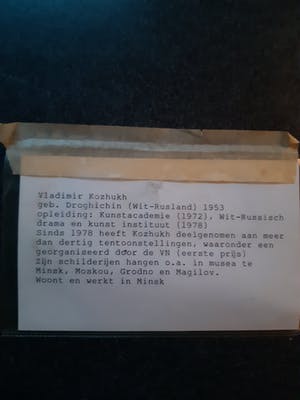 Vladimir Kozhukh
geb. Droghichin (Wit-Rusland) 1953
opleiding: Kunstacademie (1972), Wit-Russisch
drama en kunst instituut (1978)
Sinds 1978 heeft Kozhukh deelgenomen aan meer
dan dertig tentoonstellingen, waaronder een
georganiseerd door de VN (eerste prijs)
Zijn schilderijen hangen o.a. in musea te
Minsk, Moskou, Grodno en Magilov.
Woont en werkt in Minsk